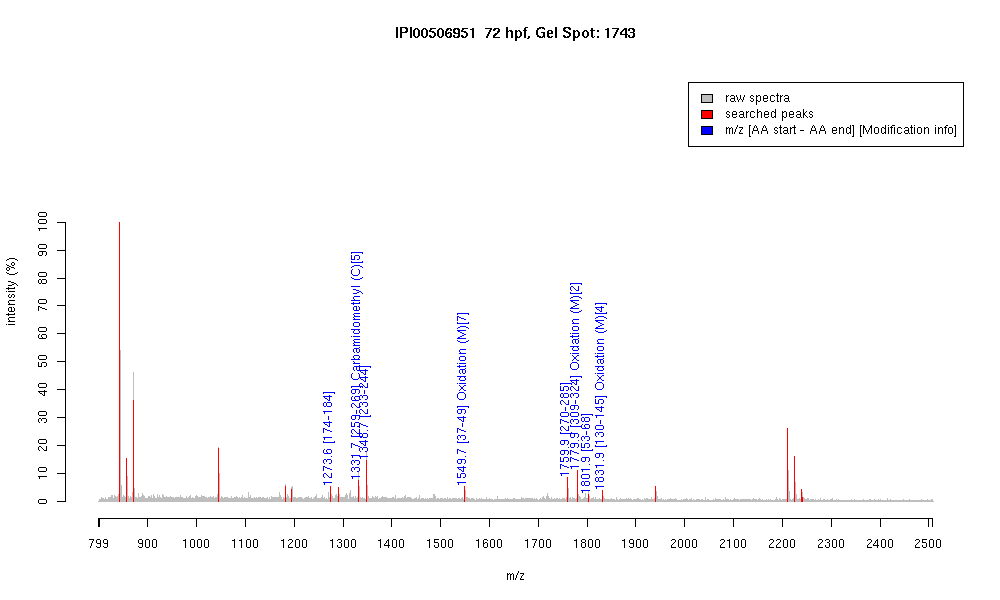 IPI00506951 72 hpf, Gel Spot: 1743
raw spectra
searched peaks
m/z [AA start - AA end] [Modification info]
intensity (%)
100
90
80
70
60
50
40
30
20
10
0
1273.6 [174-184]
1331.7 [259-269] Carbamidomethyl (C)[5]
1348.7 [233-244]
1549.7 [37-49] Oxidation (M)[7]
1759.9 [270-285]
1779.9 [309-324] Oxidation (M)[2]
1801.9 [53-68]
1831.9 [130-145] Oxidation (M)[4]
799 900 1000 1100 1200 1300 1400 1500 1600 1700 1800 1900 2000 2100 2200 2300 2400 2500
m/z